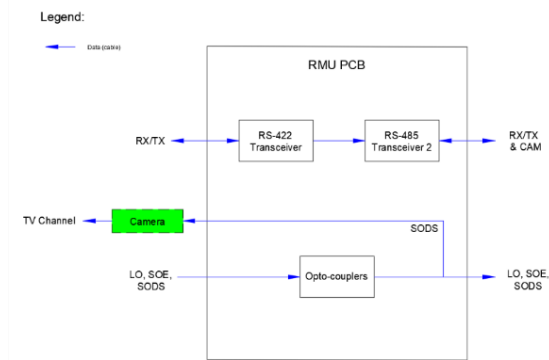 Legend:
Data (cable)
RMU PCB
RX/TX
RS-422
Transceiver
RS-485
Transceiver 2
RX/TX
& CAM
TV Channel
Camera
SODS
LO, SOE,
SODS
Opto-couplers
LO, SOE,
SODS